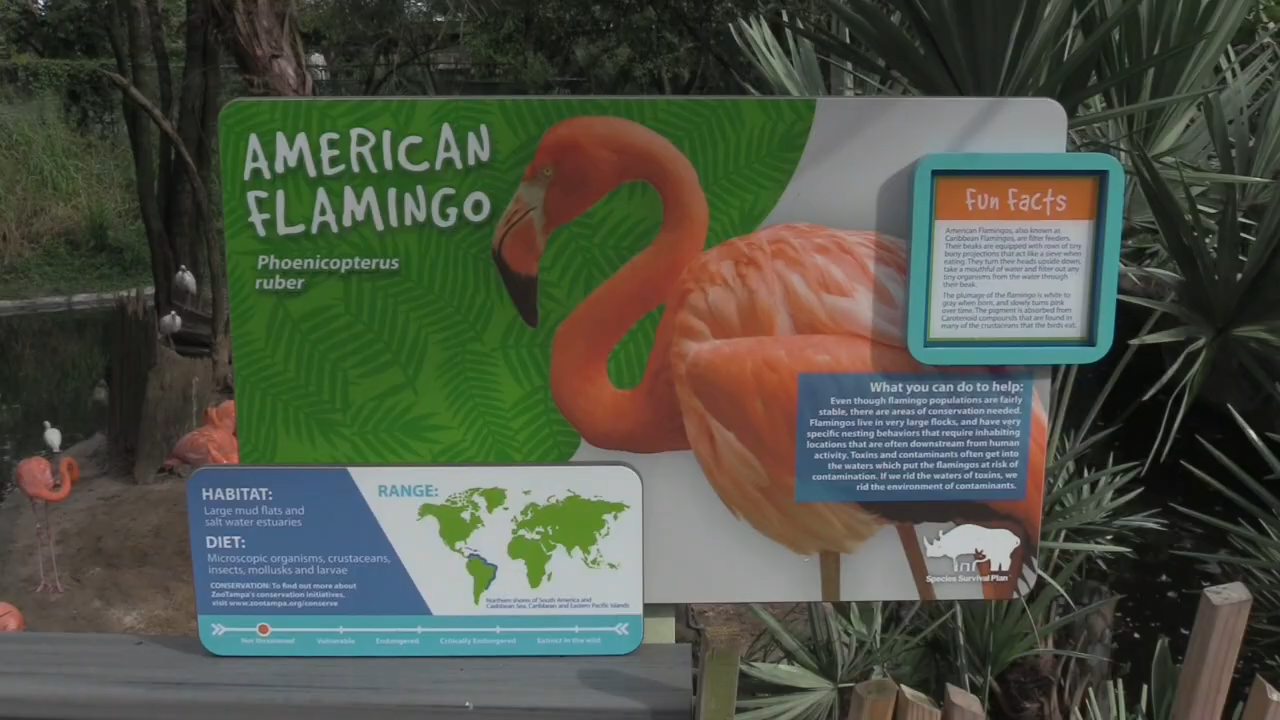 AMERICAN
FLAMINGO
Phoenicopterus
ruber
Fun Facts
American Flamingos, also known as
Caribbean Flamingos, are filter feeders.
Their beaks are equipped with rows of tiny
bony projections that act like a sieve when
eating. They turn their heads upside down,
take a mouthful of water and filter out any
tiny organisms from the water through
their beak.
The plumage of the flamingo is white to
gray when born, and slowly turns pink
over time. The pigment is absorbed from
Carotenoid compounds that are found in
many of the crustaceans that the birds eat.
What you can do to help:
Even though flamingo populations are fairly
stable, there are areas of conservation needed.
Flamingos live in very large flocks, and have very
specific nesting behaviors that require inhabiting
locations that are often downstream from human
activity. Toxins and contaminants often get into
the waters which put the flamingos at risk of
contamination. If we rid the waters of toxins, we
rid the environment of contaminants.
Species Survival Plan
HABITAT:
Large mud flats and
salt water estuaries
DIET:
Microscopic organisms, crustaceans,
insects, mollusks and larvae
CONSERVATION: To find out more about
ZooTampa's conservation initiatives,
visit www.zootampa.org/conserve
RANGE:
Northern shores of South America and
Caribbean Sea, Caribbean and Eastern Pacific Islands
Not Threatened Vulnerable Endangered Critically Endangered Extinct in the wild